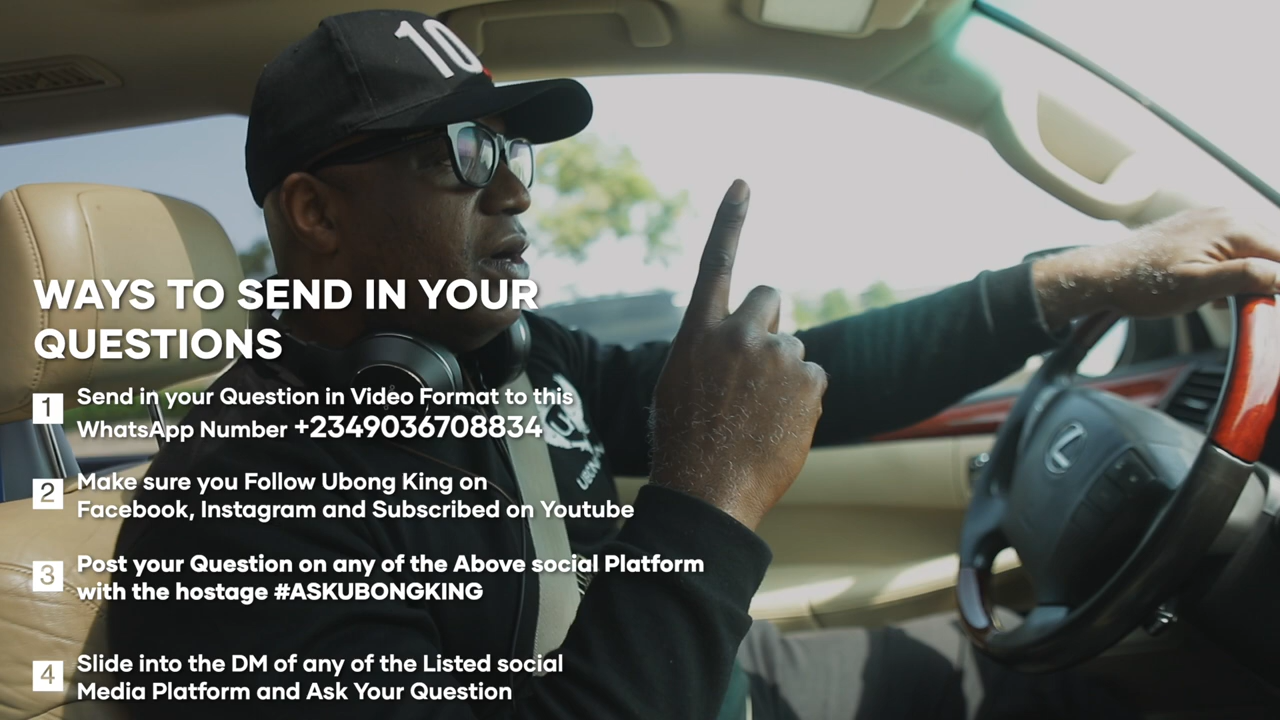 10
WAYS TO SEND IN YOUR
QUESTIONS
1
Send in your Question in Video Format to this
WhatsApp Number +2349036708834
2
Make sure you Follow Ubong King on
Facebook, Instagram and Subscribed on Youtube
3
Post your Question on any of the Above social Platform
with the hostage #ASKUBONGKING
4
Slide into the DM of any of the Listed social
Media Platform and Ask Your Question